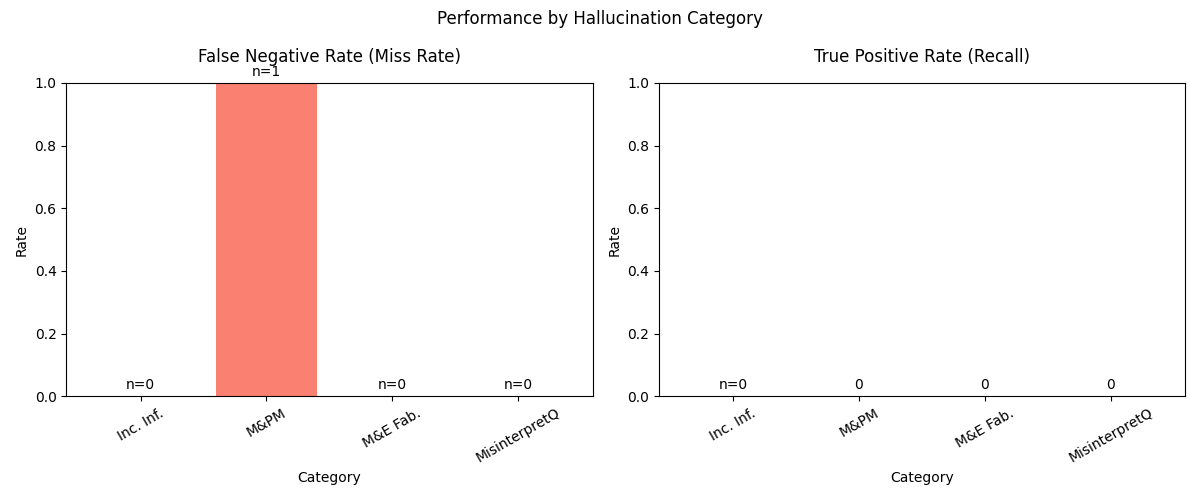 Performance by Hallucination Category
False Negative Rate (Miss Rate)
n=1
1.0
0.8
0.6
0.4
0.2
0.0
Rate
n=0
n=0
n=0
Inc. Inf.
M&PM
M&E Fab.
MisinterpretQ
Category
True Positive Rate (Recall)
1.0
0.8
0.6
0.4
0.2
0.0
Rate
n=0
0
0
0
Inc. Inf.
M&PM
M&E Fab.
MisinterpretQ
Category